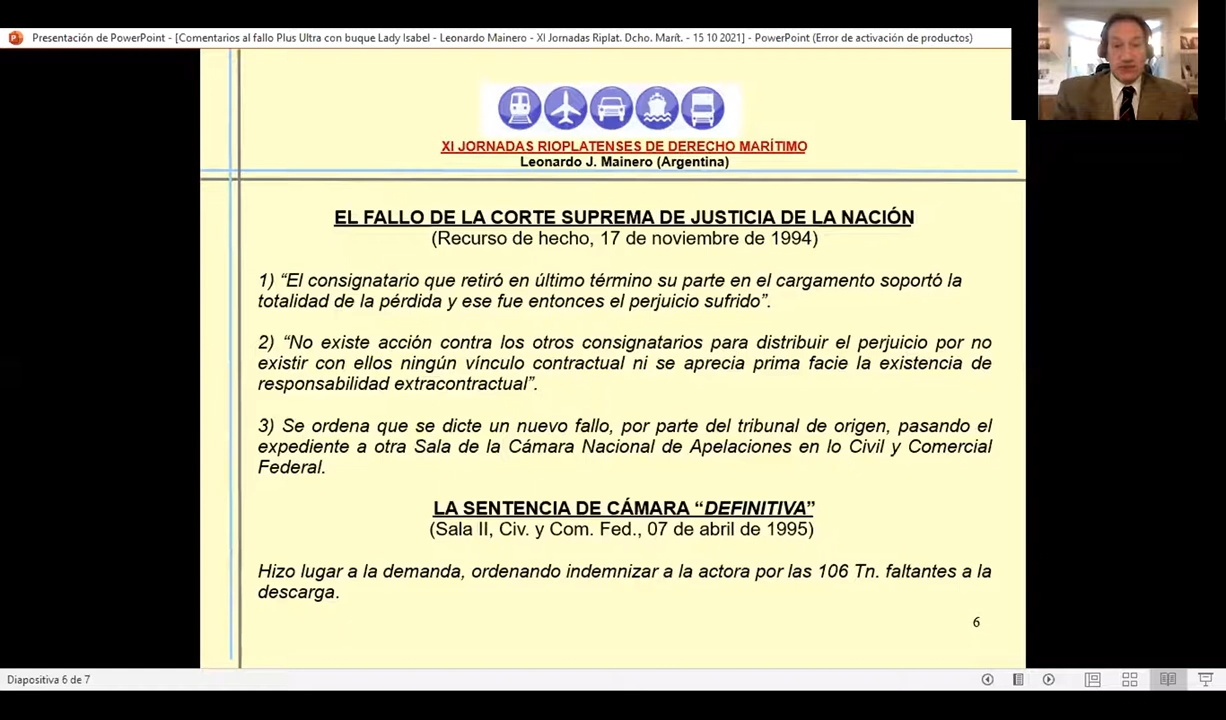 Presentación de PowerPoint - [Comentarios al fallo Plus Ultra con buque Lady Isabel - Leonardo Mainero - XI Jornadas Riplat. Dcho. Marít. - 15 10 2021] - PowerPoint (Error de activación de productos)
XI JORNADAS RIOPLATENSES DE DERECHO MARÍTIMO
Leonardo J. Mainero (Argentina)
EL FALLO DE LA CORTE SUPREMA DE JUSTICIA DE LA NACIÓN
(Recurso de hecho, 17 de noviembre de 1994)
1) “El consignatario que retiró en último término su parte en el cargamento soportó la
totalidad de la pérdida y ese fue entonces el perjuicio sufrido”.
2) “No existe acción contra los otros consignatarios para distribuir el perjuicio por no
existir con ellos ningún vínculo contractual ni se aprecia prima facie la existencia de
responsabilidad extracontractual”.
3) Se ordena que se dicte un nuevo fallo, por parte del tribunal de origen, pasando el
expediente a otra Sala de la Cámara Nacional de Apelaciones en lo Civil y Comercial
Federal.
LA SENTENCIA DE CÁMARA “DEFINITIVA”
(Sala II, Civ. y Com. Fed., 07 de abril de 1995)
Hizo lugar a la demanda, ordenando indemnizar a la actora por las 106 Tn. faltantes a la
descarga.
6
Diapositiva 6 de 7